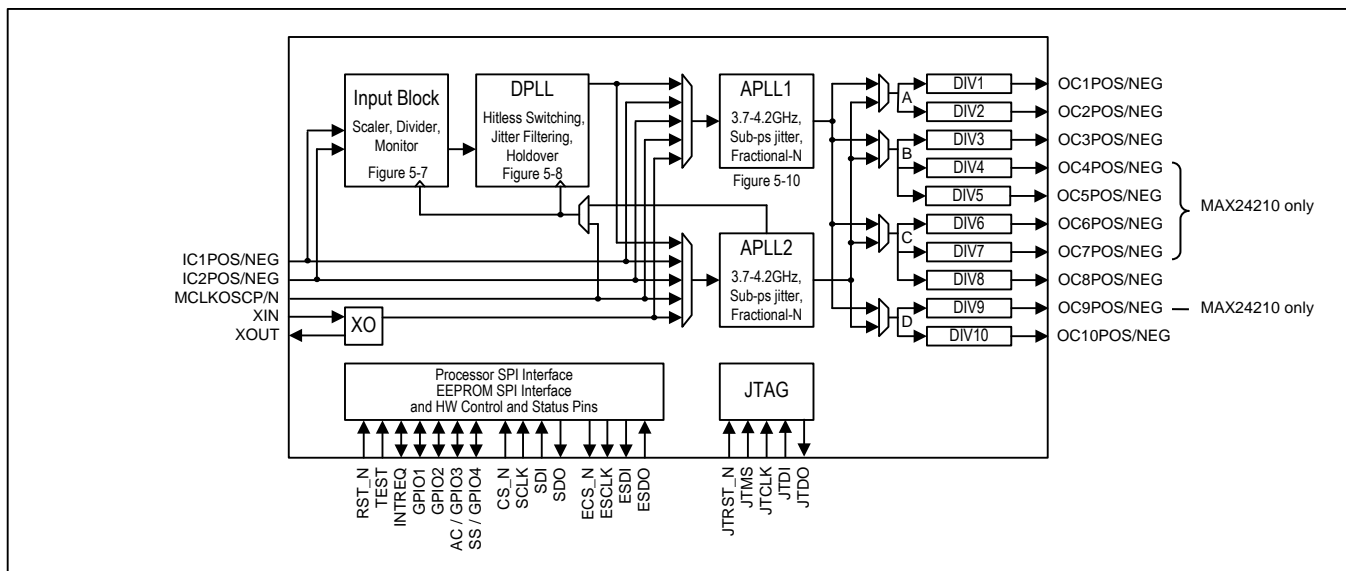 Input Block
Scaler, Divider,
Monitor
Figure 5-7
DPLL
Hitless Switching,
Jitter Filtering,
Holdover
Figure 5-8
APLL1
3.7-4.2GHz,
Sub-ps jitter,
Fractional-N
Figure 5-10
APLL2
3.7-4.2GHz,
Sub-ps jitter,
Fractional-N
A
B
C
D
DIV1
DIV2
DIV3
DIV4
DIV5
DIV6
DIV7
DIV8
DIV9
DIV10
OC1POS/NEG
OC2POS/NEG
OC3POS/NEG
OC4POS/NEG
OC5POS/NEG
OC6POS/NEG
OC7POS/NEG
OC8POS/NEG
OC9POS/NEG
OC10POS/NEG
MAX24210 only
MAX24210 only
IC1POS/NEG
IC2POS/NEG
MCLKOSCP/N
XIN
XOUT
XO
Processor SPI Interface
EEPROM SPI Interface
and HW Control and Status Pins
JTAG
RST_N
TEST
INTREQ
GPIO1
GPIO2
AC / GPIO3
SS / GPIO4
CS_N
SCLK
SDI
SDO
ECS_N
ESCLK
ESDI
ESDO
JTRST_N
JTMS
JTCLK
JTDI
JTDO